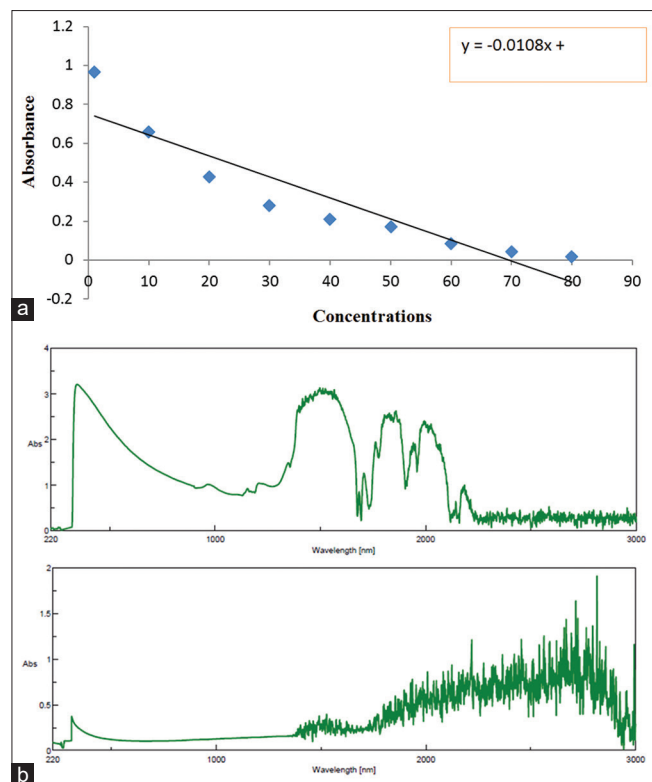 1.2
y = -0.0108x +
1
0.8
0.6
0.4
0.2
0
-0.2
Absorbance
0 10 20 30 40 50 60 70 80 90
Concentrations
a
4
3
2
Abs
1
0
220 1000 2000 3000
Wavelength [nm]
2
1.5
1
Abs
0.5
0
220 1000 2000 3000
Wavelength [nm]
b